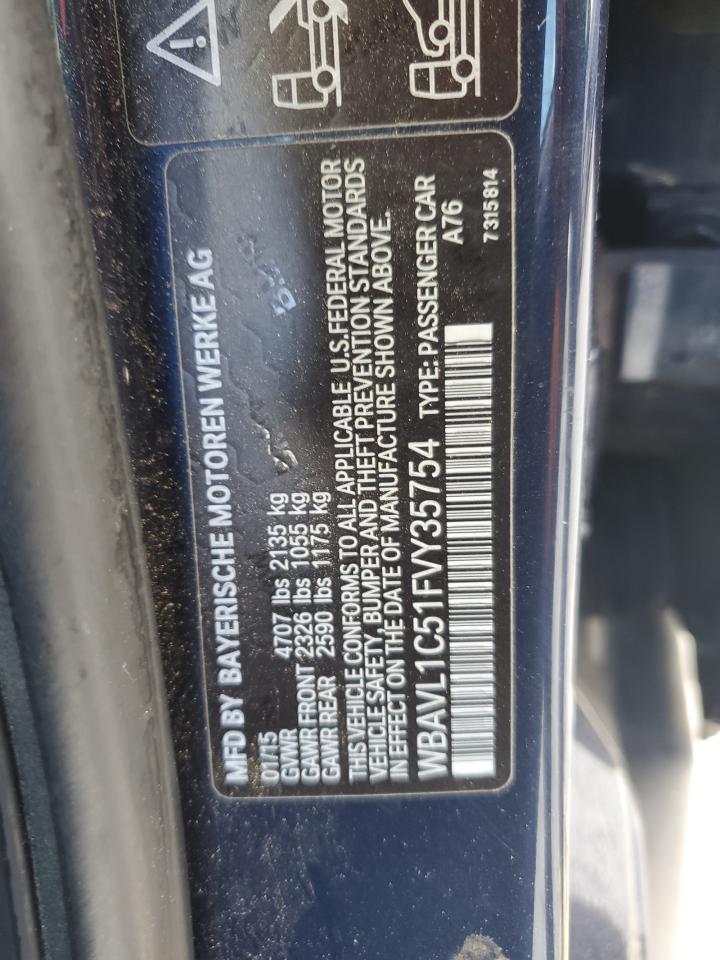 MFD BY BAYERISCHE MOTOREN WERKE AG
01/15
GVWR 4707 lbs 2135 kg
GAWR FRONT 2326 lbs 1055 kg
GAWR REAR 2590 lbs 1175 kg
THIS VEHICLE CONFORMS TO ALL APPLICABLE U.S.FEDERAL MOTOR
VEHICLE SAFETY, BUMPER AND THEFT PREVENTION STANDARDS
IN EFFECT ON THE DATE OF MANUFACTURE SHOWN ABOVE.
WBAVL1C51FVY35754 TYPE: PASSENGER CAR
A76
7315814